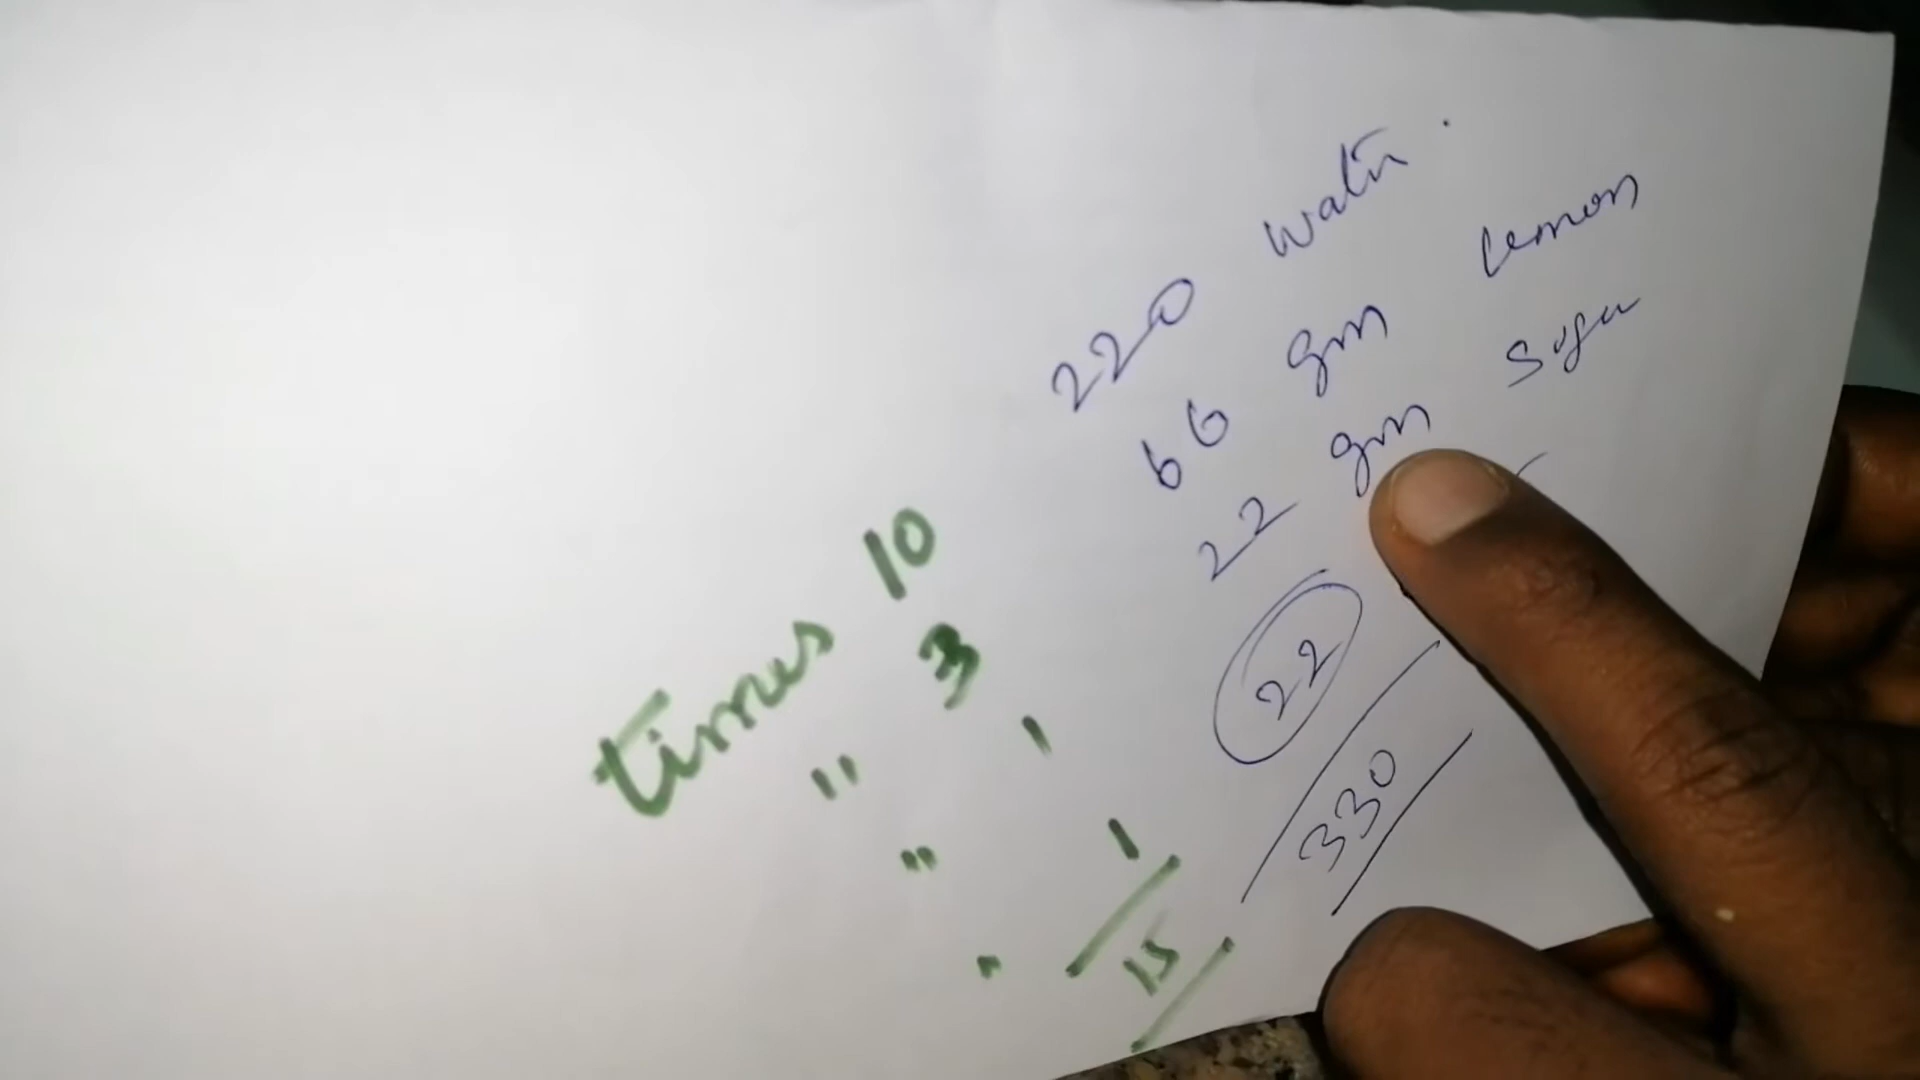 220 water.
times 10 66 gm lemon
" 3 22 gm sugar
" 1 22
" 1 330
15